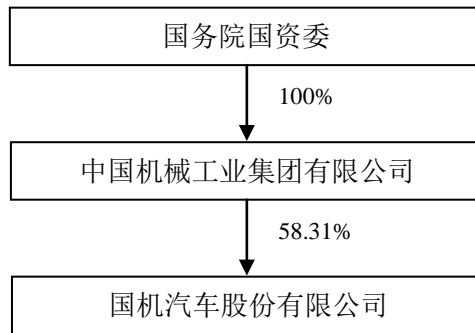 国务院国资委
100%
中国机械工业集团有限公司
58.31%
国机汽车股份有限公司